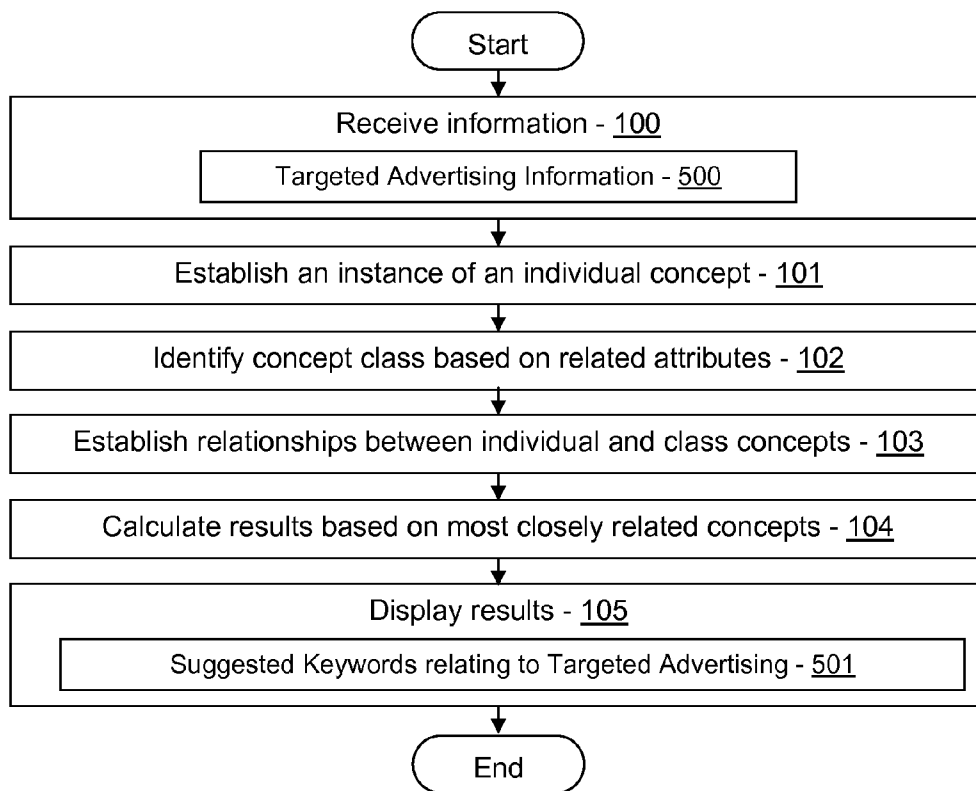 Start
Receive information - 100
Targeted Advertising Information - 500
Establish an instance of an individual concept - 101
Identify concept class based on related attributes - 102
Establish relationships between individual and class concepts - 103
Calculate results based on most closely related concepts - 104
Display results - 105
Suggested Keywords relating to Targeted Advertising - 501
End